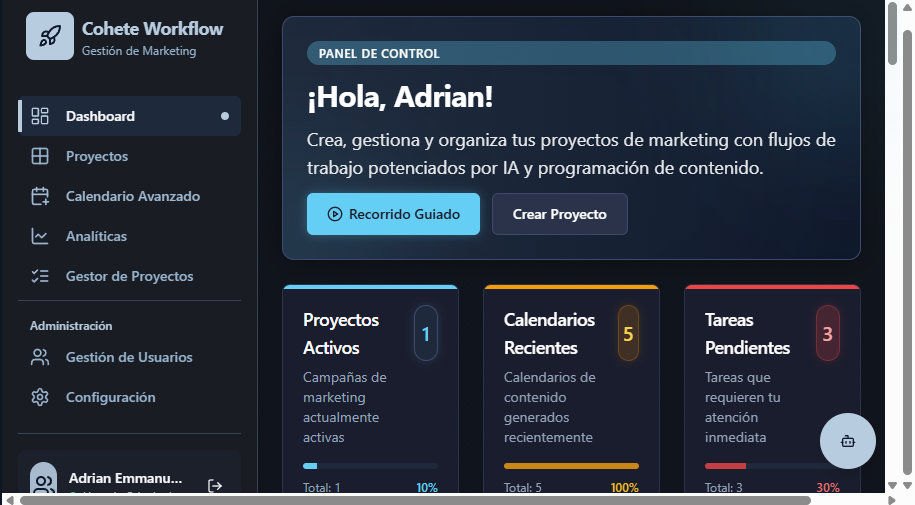 Cohete Workflow
Gestión de Marketing
Dashboard
Proyectos
Calendario Avanzado
Analíticas
Gestor de Proyectos
Administración
Gestión de Usuarios
Configuración
Adrian Emmanu...
PANEL DE CONTROL
¡Hola, Adrian!
Crea, gestiona y organiza tus proyectos de marketing con flujos de
trabajo potenciados por IA y programación de contenido.
Recorrido Guiado
Crear Proyecto
Proyectos
Activos
1
Campañas de
marketing
actualmente
activas
Total: 1
10%
Calendarios
Recientes
5
Calendarios de
contenido
generados
recientemente
Total: 5
100%
Tareas
Pendientes
3
Tareas que
requieren tu
atención
inmediata
Total: 3
30%